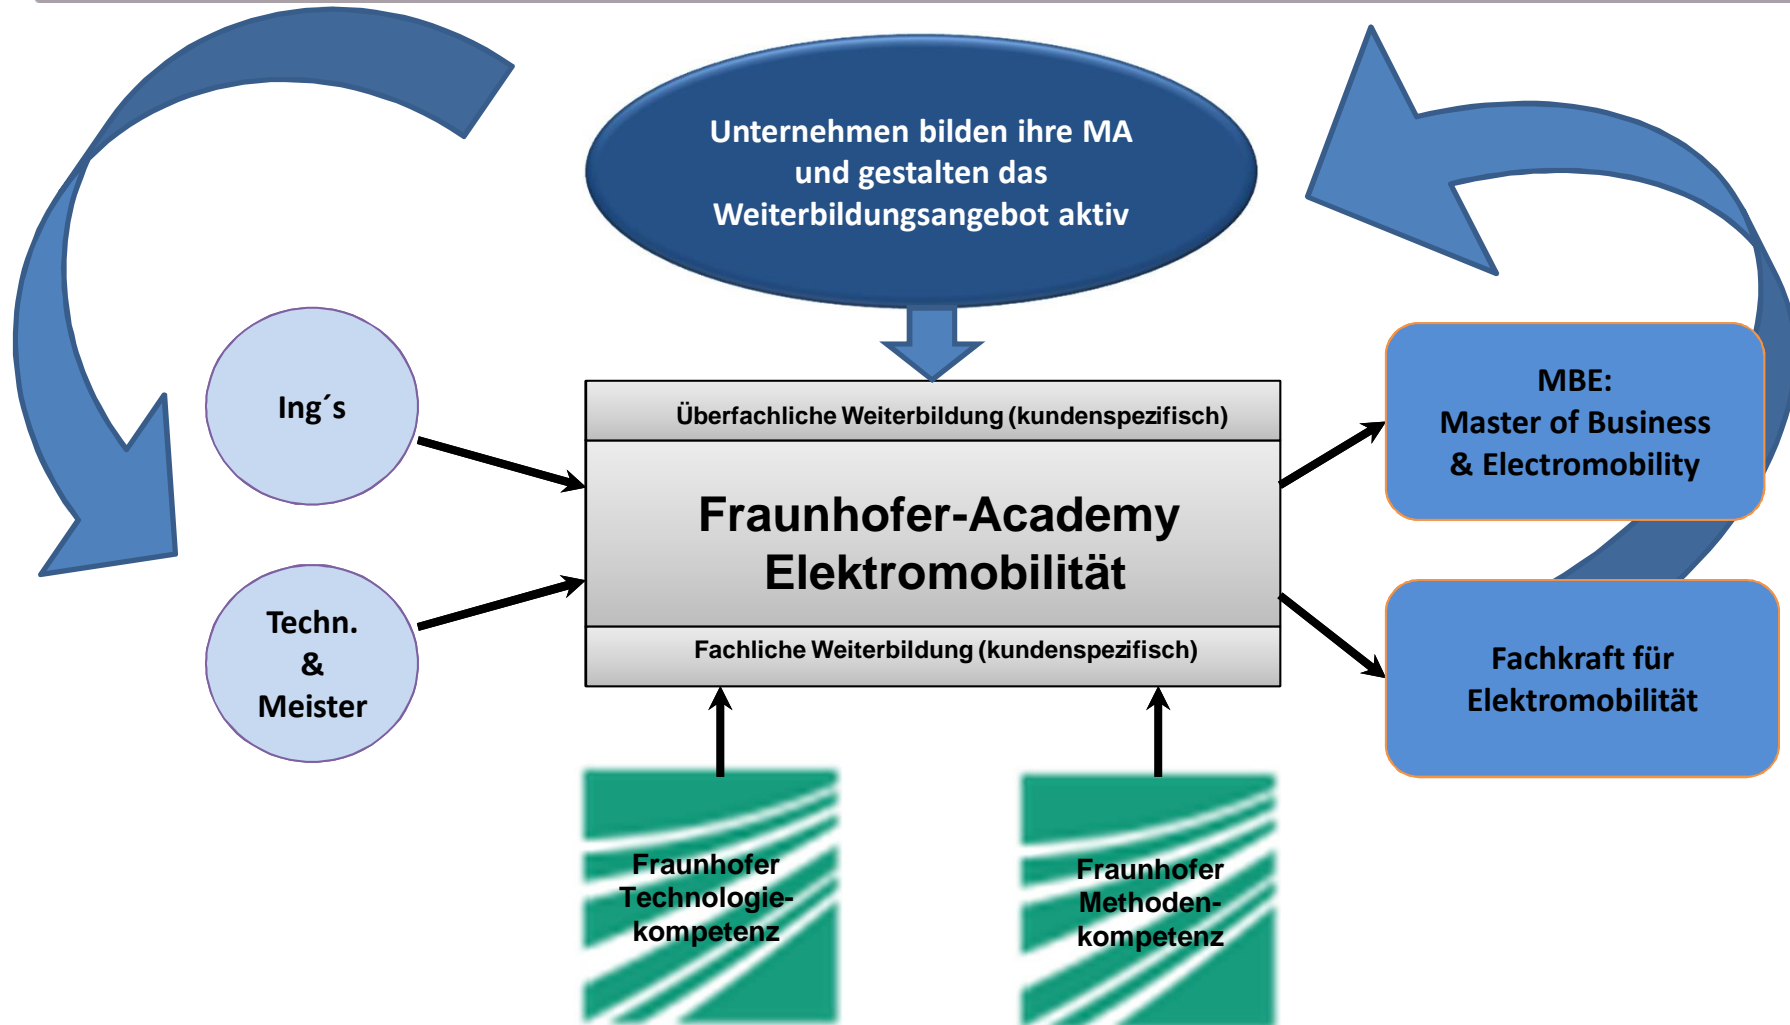 Unternehmen bilden ihre MA
und gestalten das
Weiterbildungsangebot aktiv
Ing´s
Techn.
&
Meister
Überfachliche Weiterbildung (kundenspezifisch)
Fraunhofer-Academy
Elektromobilität
Fachliche Weiterbildung (kundenspezifisch)
MBE:
Master of Business
& Electromobility
Fachkraft für
Elektromobilität
Fraunhofer
Technologie-
kompetenz
Fraunhofer
Methoden-
kompetenz